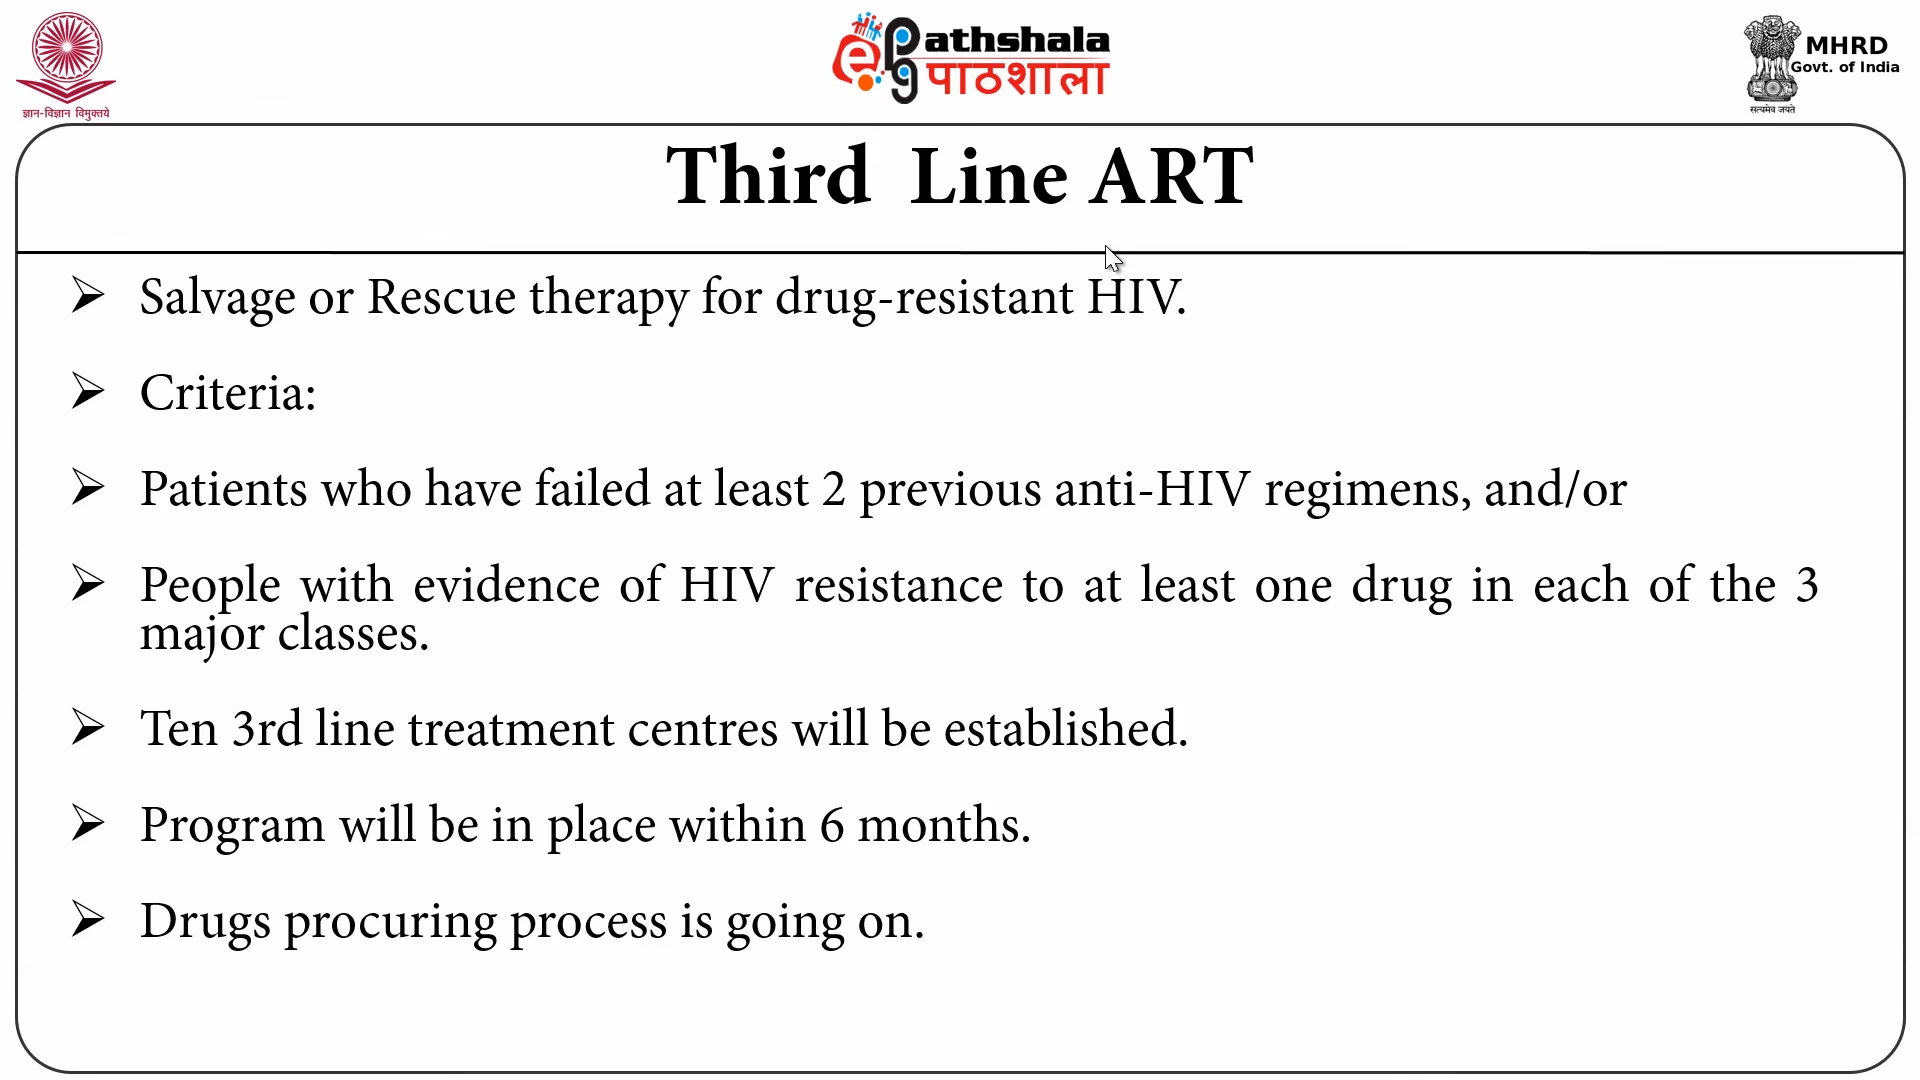 ज्ञान-विज्ञान विमुक्तये
e Pg Pathshala
पाठशाला
MHRD
Govt. of India
सत्यमेव जयते
Third Line ART
➢ Salvage or Rescue therapy for drug-resistant HIV.
➢ Criteria:
➢ Patients who have failed at least 2 previous anti-HIV regimens, and/or
➢ People with evidence of HIV resistance to at least one drug in each of the 3
major classes.
➢ Ten 3rd line treatment centres will be established.
➢ Program will be in place within 6 months.
➢ Drugs procuring process is going on.